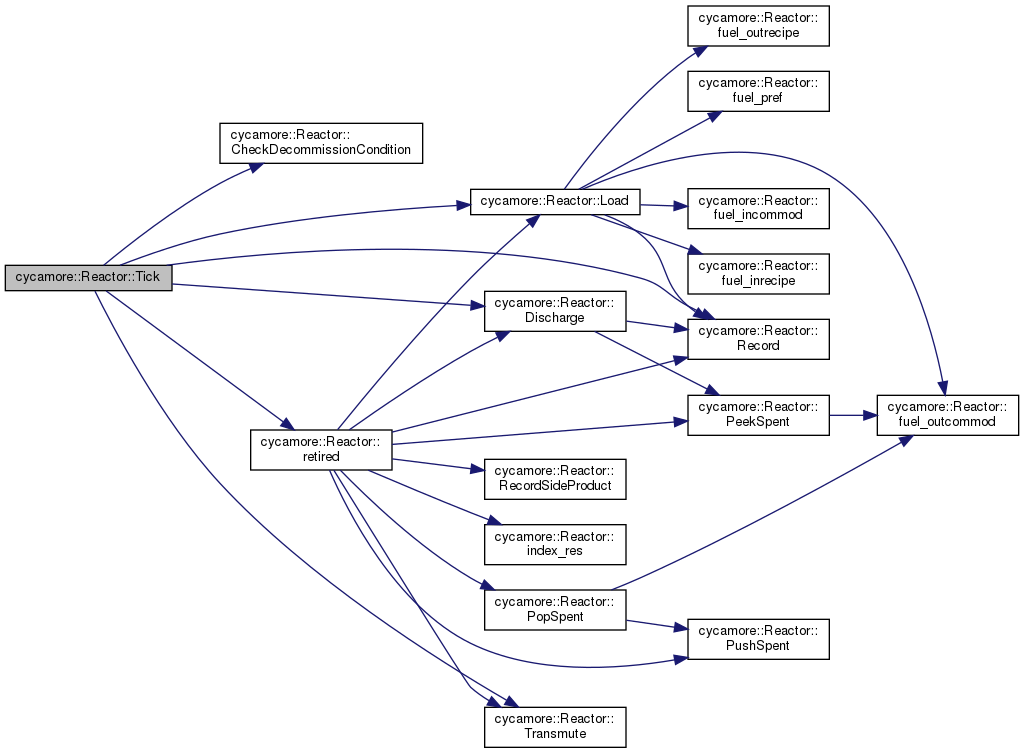 cycamore::Reactor::Tick
cycamore::Reactor::
CheckDecommissionCondition
cycamore::Reactor::Load
cycamore::Reactor::
Discharge
cycamore::Reactor::
retired
cycamore::Reactor::
RecordSideProduct
cycamore::Reactor::
index_res
cycamore::Reactor::
PopSpent
cycamore::Reactor::
Transmute
cycamore::Reactor::
fuel_outrecipe
cycamore::Reactor::
fuel_pref
cycamore::Reactor::
fuel_incommod
cycamore::Reactor::
fuel_inrecipe
cycamore::Reactor::
Record
cycamore::Reactor::
PeekSpent
cycamore::Reactor::
PushSpent
cycamore::Reactor::
fuel_outcommod